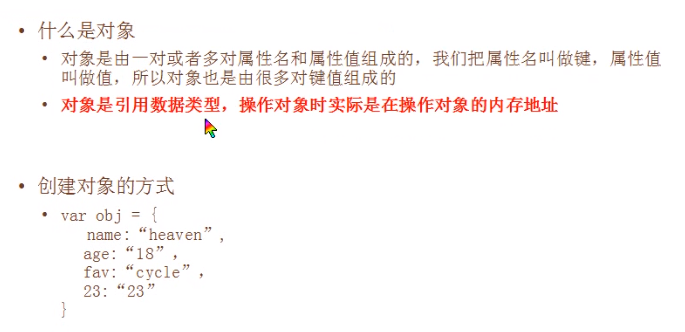 • 什么是对象
• 对象是由一对或者多对属性名和属性值组成的，我们把属性名叫做键，属性值
叫做值，所以对象也是由很多对键值组成的
• 对象是引用数据类型，操作对象时实际是在操作对象的内存地址
• 创建对象的方式
• var obj = {
name:“heaven”,
age:“18”,
fav:“cycle”,
23:“23”
}